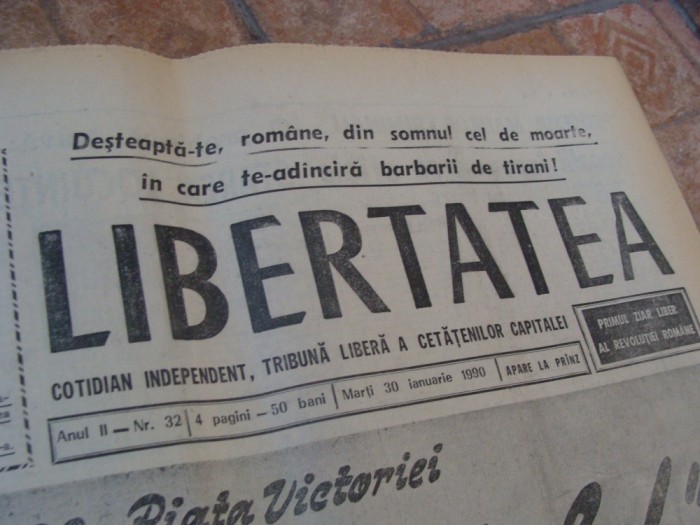 Deşteaptă-te, române, din somnul cel de moarte,
în care te-adinciră barbarii de tirani!
LIBERTATEA
COTIDIAN INDEPENDENT, TRIBUNĂ LIBERĂ A CETĂŢENILOR CAPITALEI
PRIMUL ZIAR LIBER
AL REVOLUŢIEI ROMÂNE
Anul II — Nr. 32 | 4 pagini — 50 bani | Marţi 30 ianuarie 1990 | APARE LA PRÎNZ
Piaţa Victoriei